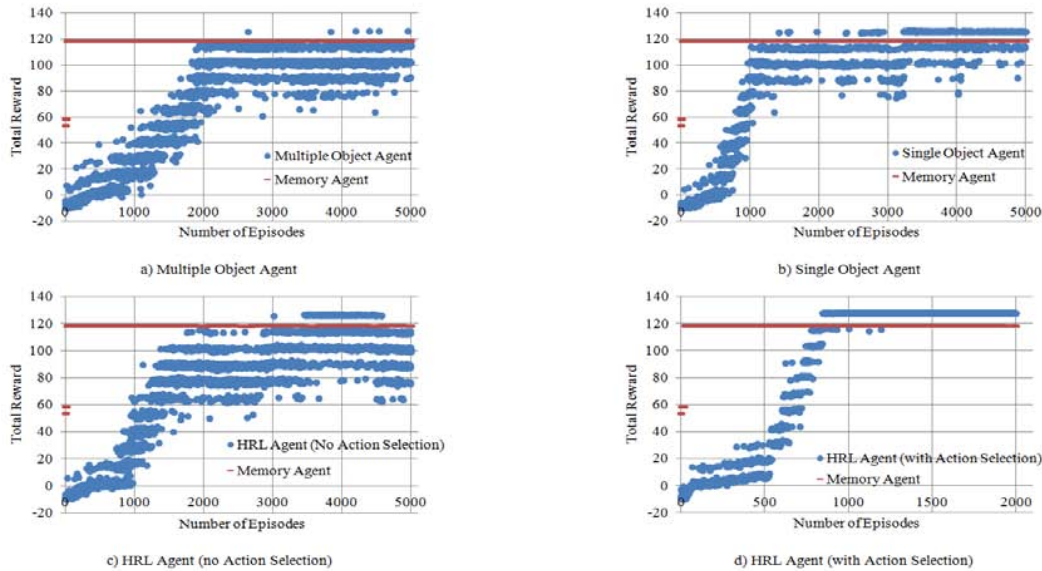 140
120
100
80
60
40
20
0
-20
Total Reward
0 1000 2000 3000 4000 5000
Number of Episodes
Multiple Object Agent
Memory Agent
a) Multiple Object Agent
140
120
100
80
60
40
20
0
-20
Total Reward
0 1000 2000 3000 4000 5000
Number of Episodes
Single Object Agent
Memory Agent
b) Single Object Agent
140
120
100
80
60
40
20
0
-20
Total Reward
0 1000 2000 3000 4000 5000
Number of Episodes
HRL Agent (No Action Selection)
Memory Agent
c) HRL Agent (no Action Selection)
140
120
100
80
60
40
20
0
-20
Total Reward
0 500 1000 1500 2000
Number of Episodes
HRL Agent (with Action Selection)
Memory Agent
d) HRL Agent (with Action Selection)